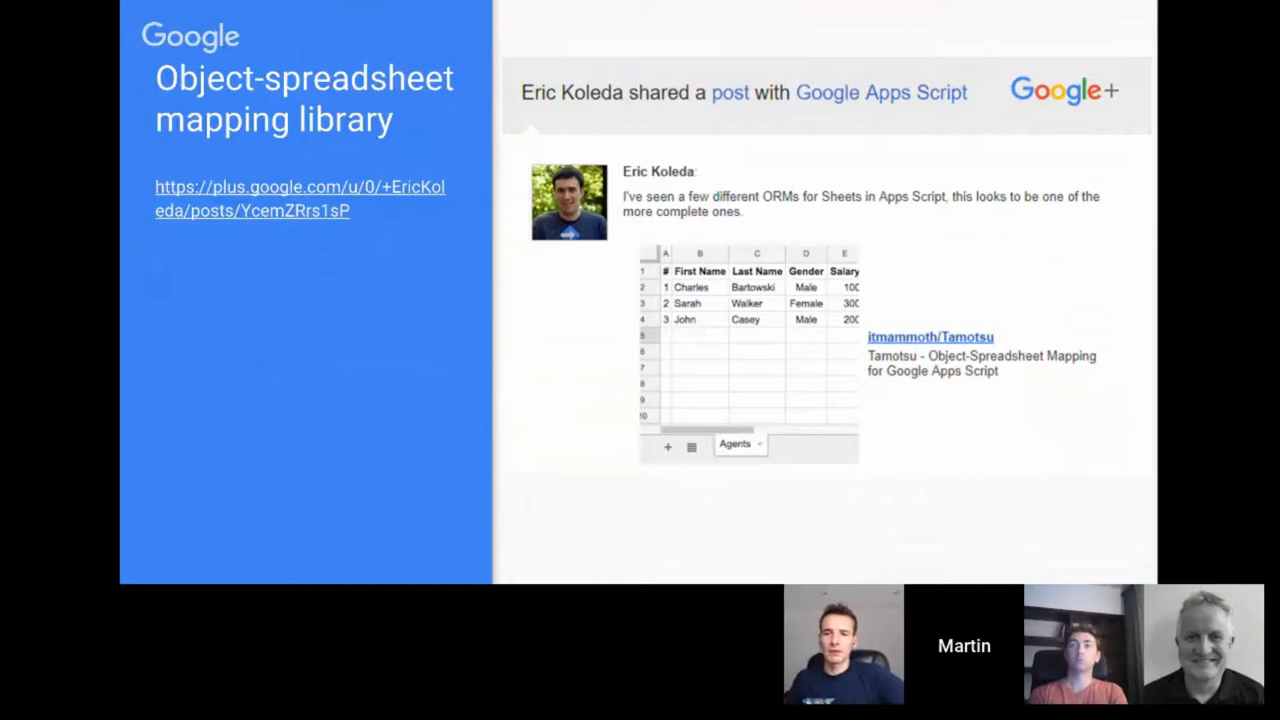 Google
Object-spreadsheet
mapping library
https://plus.google.com/u/0/+EricKol
eda/posts/YcemZRrs1sP
Eric Koleda shared a post with Google Apps Script
Google+
Eric Koleda:
I've seen a few different ORMs for Sheets in Apps Script, this looks to be one of the
more complete ones.
A B C D E
1 # First Name Last Name Gender Salary
2 1 Charles Bartowski Male 100
3 2 Sarah Walker Female 300
4 3 John Casey Male 200
5
6
7
8
9
10
+ Agents
itmammoth/Tamotsu
Tamotsu - Object-Spreadsheet Mapping
for Google Apps Script
Martin